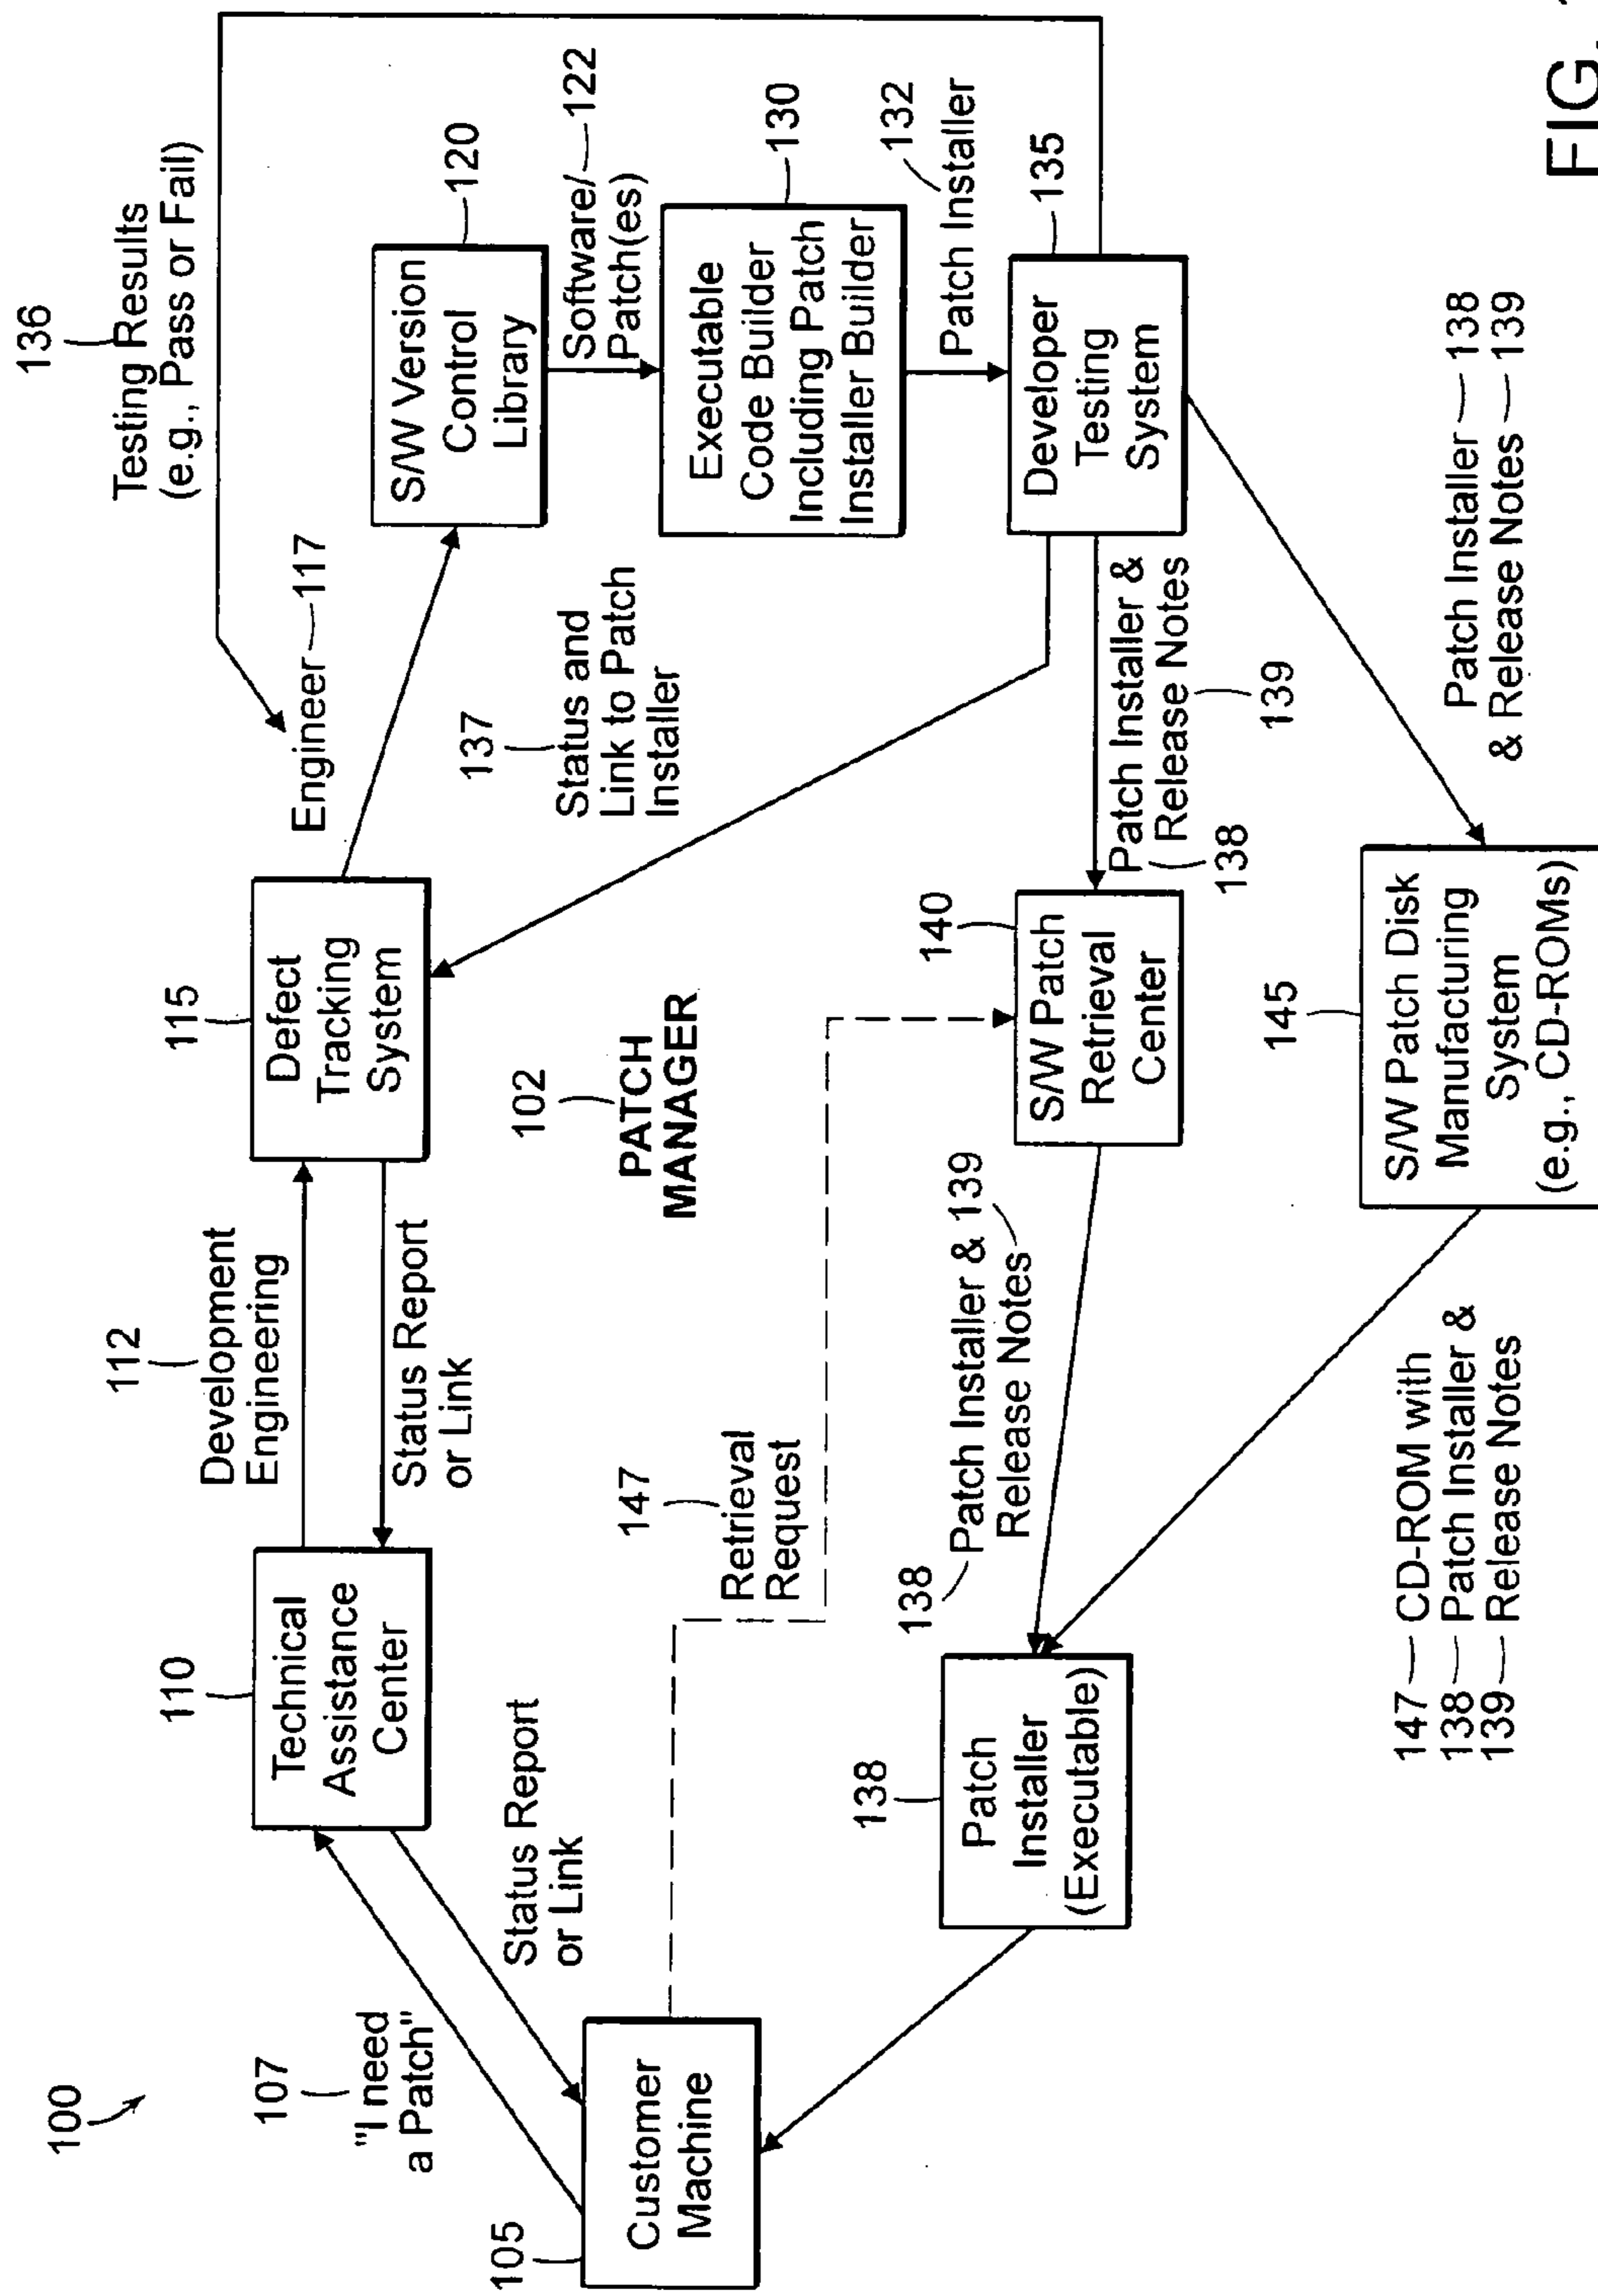 100
107
"I need
a Patch"
105
Customer
Machine
110
Technical
Assistance
Center
Status Report
or Link
112
Development
Engineering
Status Report
or Link
115
Defect
Tracking
System
102
PATCH
MANAGER
147
Retrieval
Request
136
Testing Results
(e.g., Pass or Fail)
Engineer 117
S/W Version
Control
Library
120
Software/ 122
Patch(es)
Executable
Code Builder
Including Patch
Installer Builder
130
132
Patch Installer
Developer
Testing
System
135
137
Status and
Link to Patch
Installer
Patch Installer &
Release Notes
138
139
140
S/W Patch
Retrieval
Center
138 Patch Installer & 139
Release Notes
138
Patch
Installer
(Executable)
145
S/W Patch Disk
Manufacturing
System
(e.g., CD-ROMs)
Patch Installer 138
& Release Notes 139
147 CD-ROM with
138 Patch Installer &
139 Release Notes
FIG.